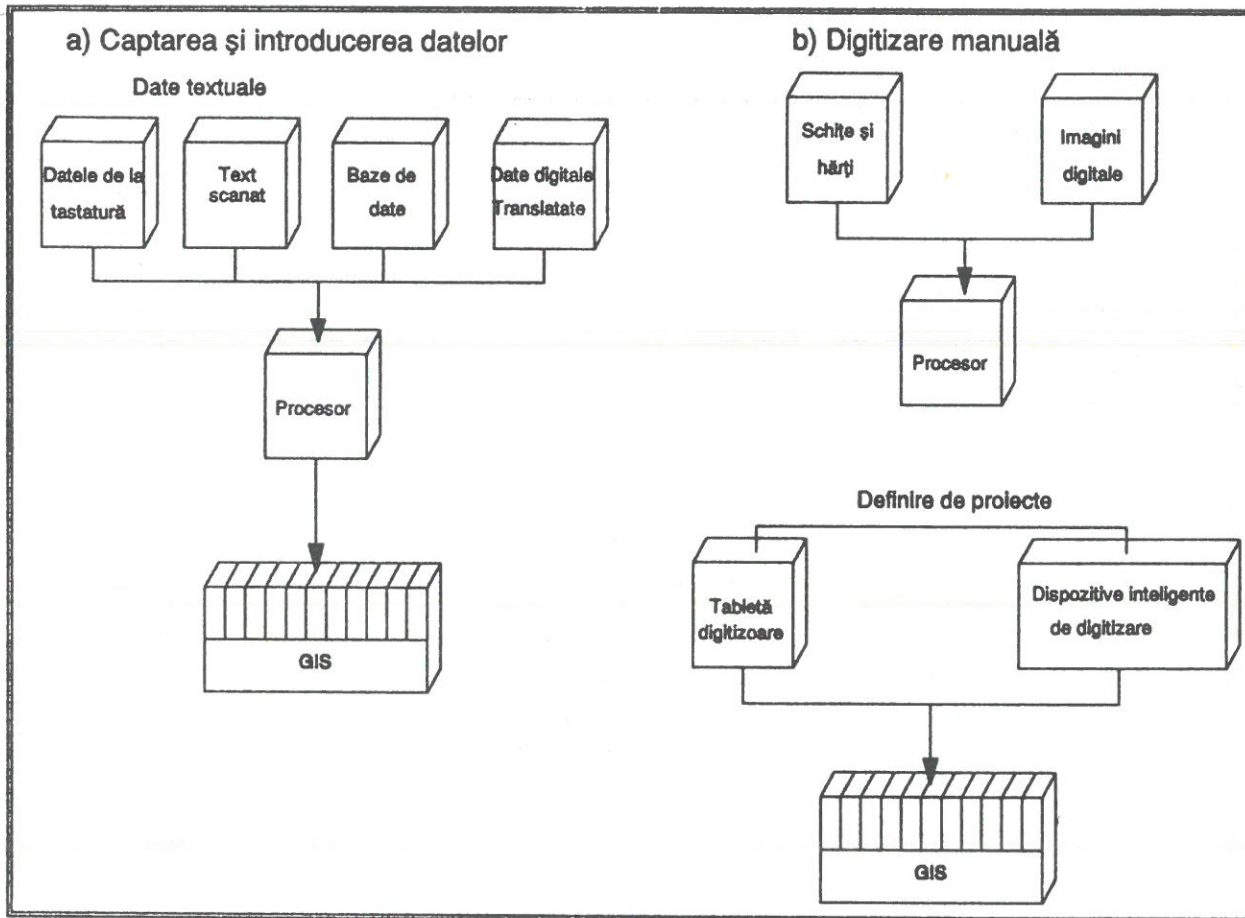 a) Captarea și introducerea datelor
Date textuale
Datele de la
tastatură
Text
scanat
Baze de
date
Date digitale
Translatate
Procesor
GIS
b) Digitizare manuală
Schițe și
hărți
Imagini
digitale
Procesor
Definire de proiecte
Tabletă
digitizoare
Dispozitive inteligente
de digitizare
GIS